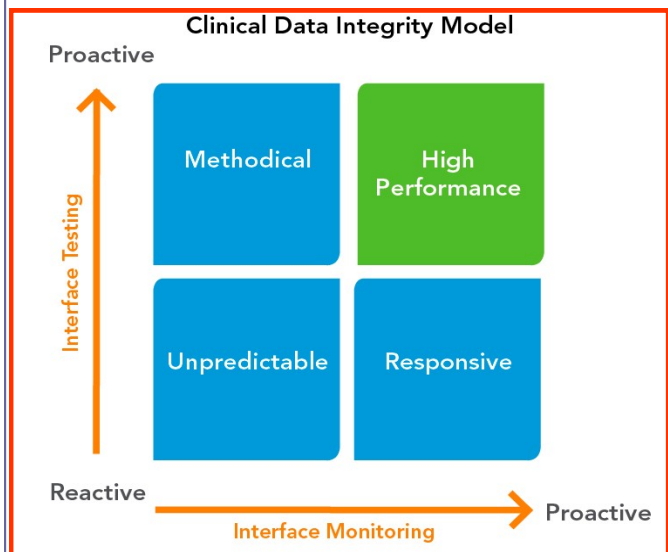 Clinical Data Integrity Model
Proactive
Interface Testing
Methodical
High
Performance
Unpredictable
Responsive
Reactive
Interface Monitoring
Proactive